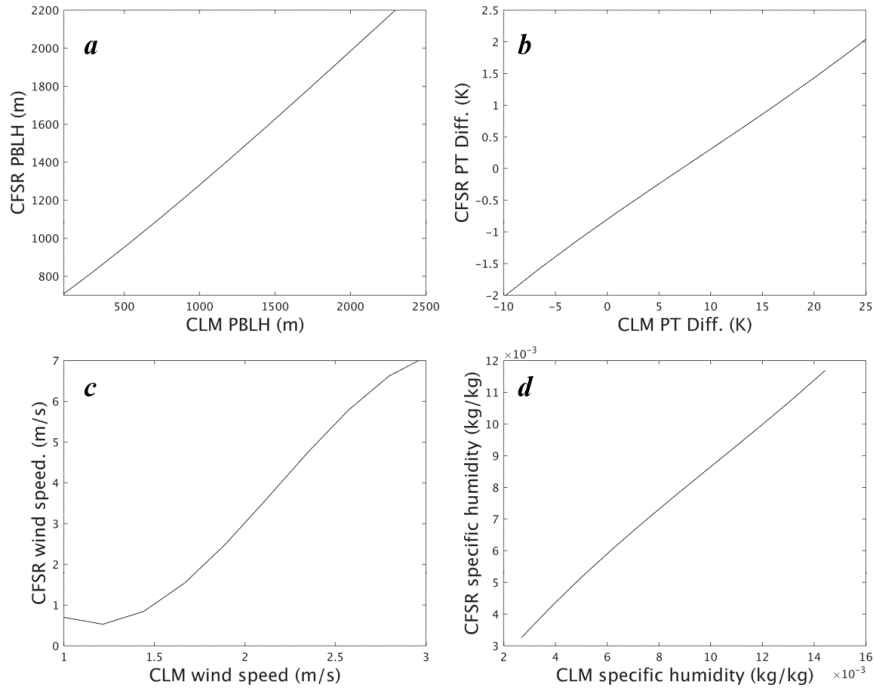 a
2200
2000
1800
1600
1400
1200
1000
800
CFSR PBLH (m)
500 1000 1500 2000 2500
CLM PBLH (m)
b
2.5
2
1.5
1
0.5
0
−0.5
−1
−1.5
−2
CFSR PT Diff. (K)
−10 −5 0 5 10 15 20 25
CLM PT Diff. (K)
c
7
6
5
4
3
2
1
0
CFSR wind speed. (m/s)
1 1.5 2 2.5 3
CLM wind speed (m/s)
×10⁻³
d
12
11
10
9
8
7
6
5
4
3
CFSR specific humidity (kg/kg)
2 4 6 8 10 12 14 16
CLM specific humidity (kg/kg) ×10⁻³